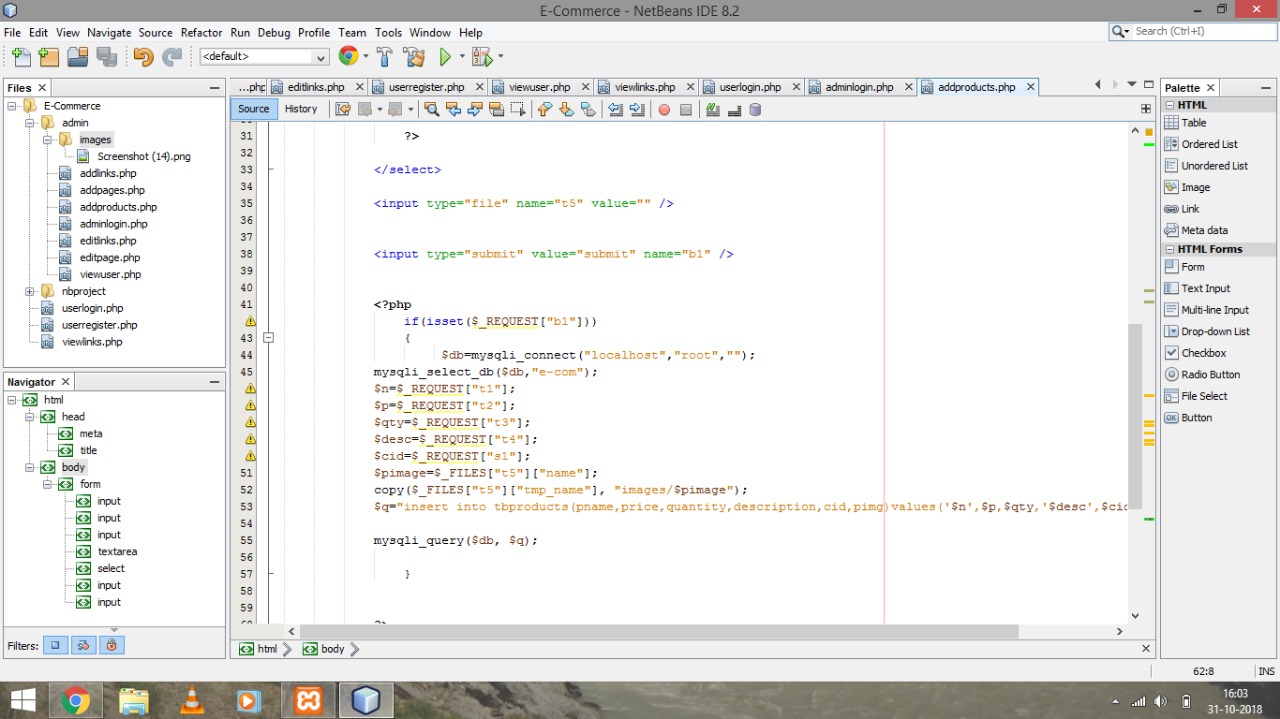 E-Commerce - NetBeans IDE 8.2
File Edit View Navigate Source Refactor Run Debug Profile Team Tools Window Help
Search (Ctrl+I)
<default>
Files
E-Commerce
admin
images
Screenshot (14).png
addlinks.php
addpages.php
addproducts.php
adminlogin.php
editlinks.php
editpage.php
viewuser.php
nbproject
userlogin.php
userregister.php
viewlinks.php
Navigator
html
head
meta
title
body
form
input
input
input
textarea
select
input
input
Filters:
...php editlinks.php userregister.php viewuser.php viewlinks.php userlogin.php adminlogin.php addproducts.php
Source History
31 ?>
32
33 </select>
34
35 <input type="file" name="t5" value="" />
36
37
38 <input type="submit" value="submit" name="b1" />
39
40
41 <?php
if(isset($_REQUEST["b1"]))
43 {
44 $db=mysqli_connect("localhost","root","");
45 mysqli_select_db($db,"e-com");
$n=$_REQUEST["t1"];
$p=$_REQUEST["t2"];
$qty=$_REQUEST["t3"];
$desc=$_REQUEST["t4"];
$cid=$_REQUEST["s1"];
51 $pimage=$_FILES["t5"]["name"];
52 copy($_FILES["t5"]["tmp_name"], "images/$pimage");
53 $q="insert into tbproducts(pname,price,quantity,description,cid,pimg)values('$n',$p,$qty,'$desc',$cid
54
55 mysqli_query($db, $q);
56
57 }
58
59
?>
html body
Palette
HTML
Table
Ordered List
Unordered List
Image
Link
Meta data
HTML Forms
Form
Text Input
Multi-line Input
Drop-down List
Checkbox
Radio Button
File Select
OK Button
62:8 INS
16:03
31-10-2018